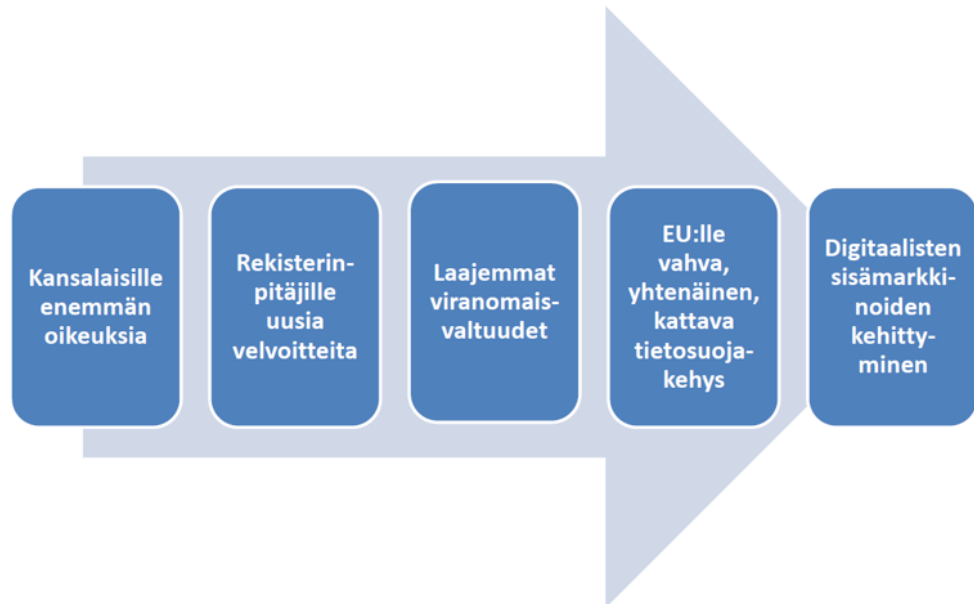 Kansalaisille
enemmän
oikeuksia
Rekisterin-
pitäjille
uusia
velvoitteita
Laajemmat
viranomais-
valtuudet
EU:lle
vahva,
yhtenäinen,
kattava
tietosuoja-
kehys
Digitaalisten
sisämarkki-
noiden
kehitty-
minen